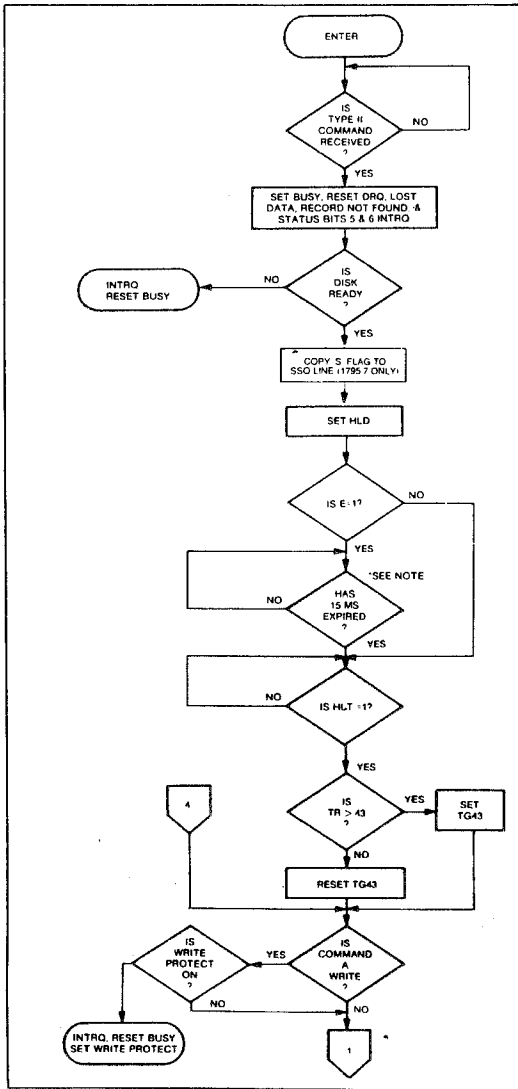 ENTER
IS
TYPE II
COMMAND
RECEIVED
?
NO
YES
SET BUSY, RESET DRQ, LOST
DATA, RECORD NOT FOUND, &
STATUS BITS 5 & 6 INTRQ
INTRQ
RESET BUSY
NO
IS
DISK
READY
?
YES
COPY S FLAG TO
SSO LINE (1795 7 ONLY)
SET HLD
IS E=1?
NO
YES
*SEE NOTE
NO
HAS
15 MS
EXPIRED
?
YES
NO
IS HLT =1?
YES
4
IS
TR > 43
?
YES
SET
TG43
NO
RESET TG43
IS
WRITE
PROTECT
ON
?
YES
IS
COMMAND
A
WRITE
?
NO
NO
INTRQ, RESET BUSY
SET WRITE PROTECT
1